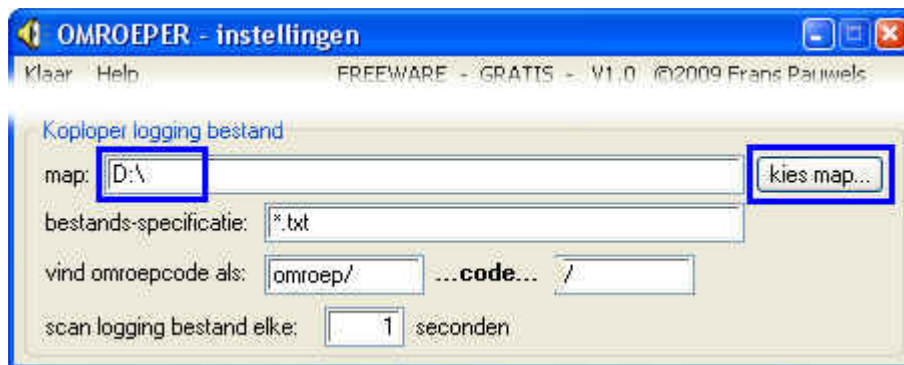 OMROEPER - instellingen
Klaar Help FREEWARE - GRATIS - V1.0 ©2009 Frans Pauwels
Koploper logging bestand
map: D:\ kies map...
bestands-specificatie: *.txt
vind omroepcode als: omroep/ ...code... /
scan logging bestand elke: 1 seconden